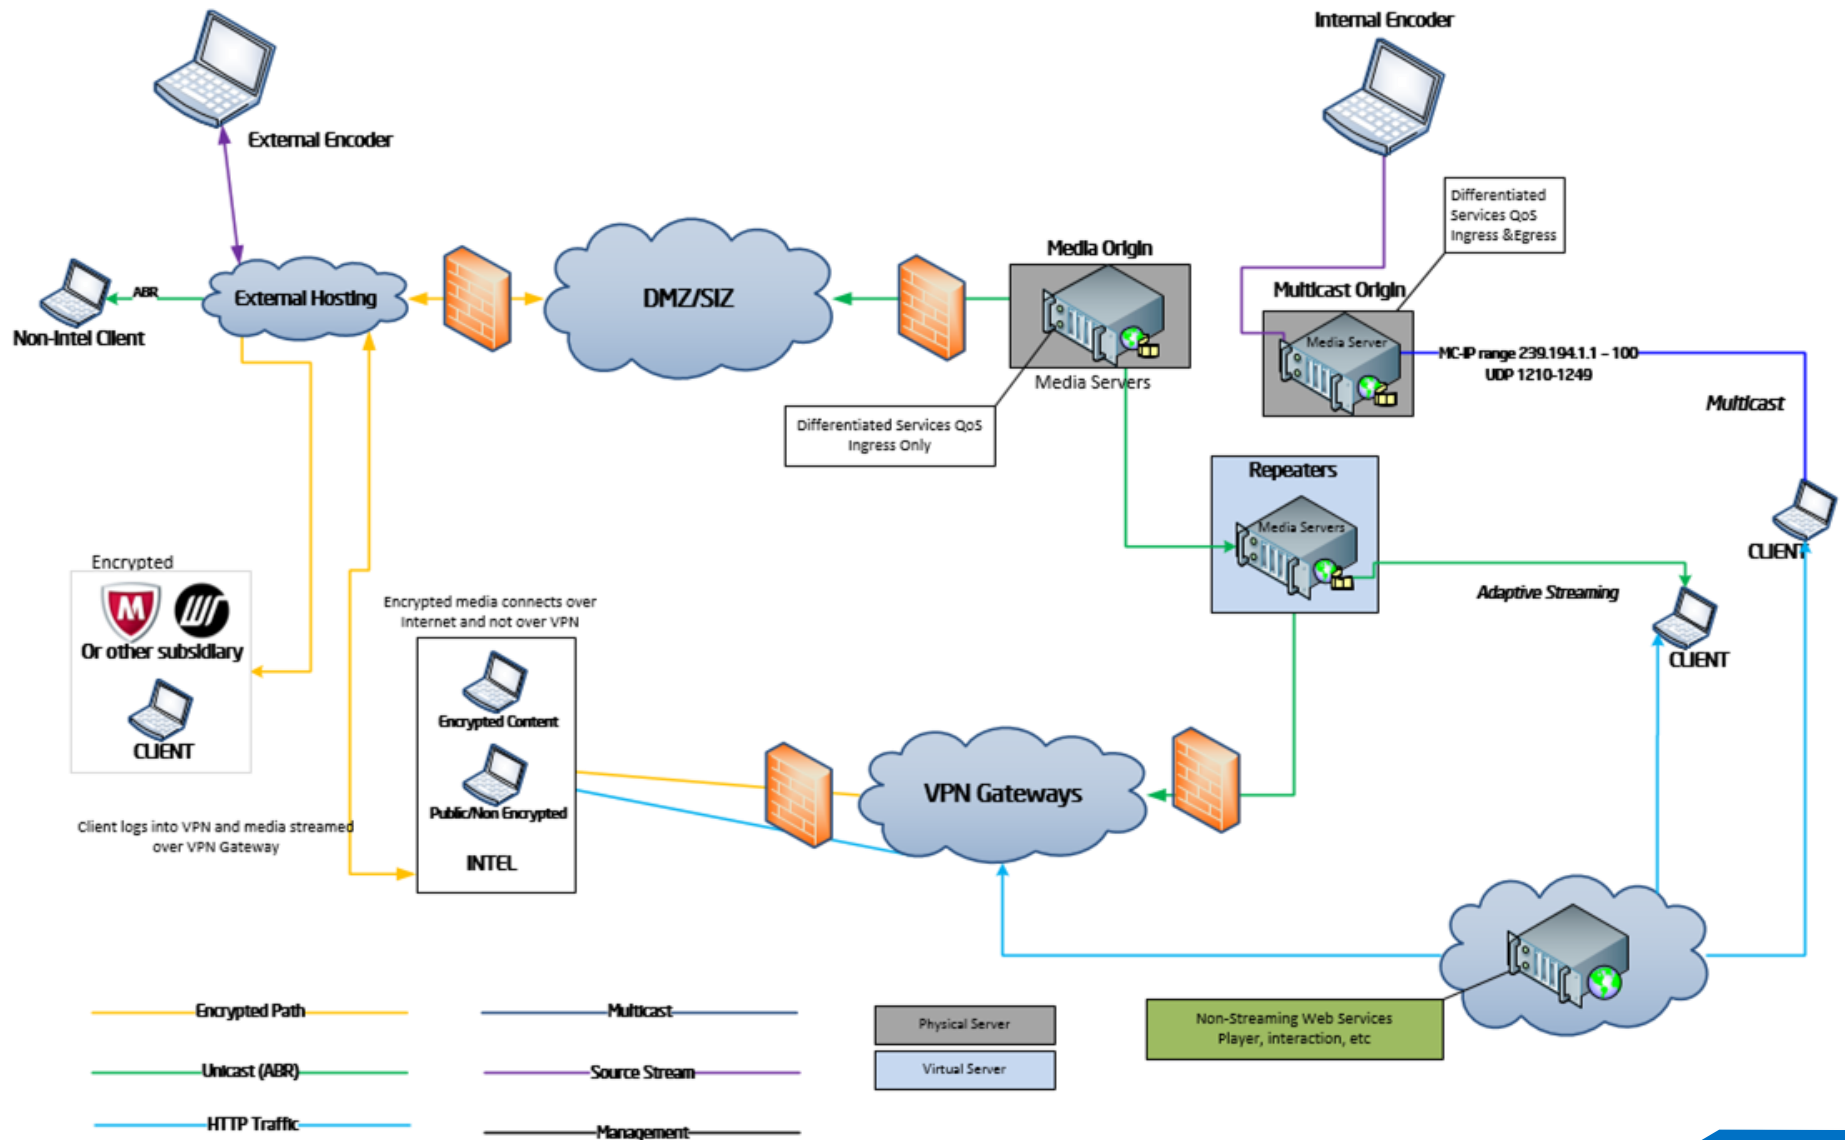 Internal Encoder
External Encoder
Differentiated
Services QoS
Ingress &Egress
Media Origin
Multicast Origin
ABR
External Hosting
DMZ/SIZ
Non-Intel Client
Media Server
MC-IP range 239.194.1.1 – 100
UDP 1210-1249
Media Servers
Multicast
Differentiated Services QoS
Ingress Only
Repeaters
Media Servers
CLIENT
Encrypted
M
Or other subsidiary
CLIENT
Encrypted media connects over
Internet and not over VPN
Adaptive Streaming
CLIENT
Encrypted Content
Public/Non Encrypted
INTEL
VPN Gateways
Client logs into VPN and media streamed
over VPN Gateway
Encrypted Path
Multicast
Physical Server
Non-Streaming Web Services
Player, interaction, etc
Unicast (ABR)
Source Stream
Virtual Server
HTTP Traffic
Management